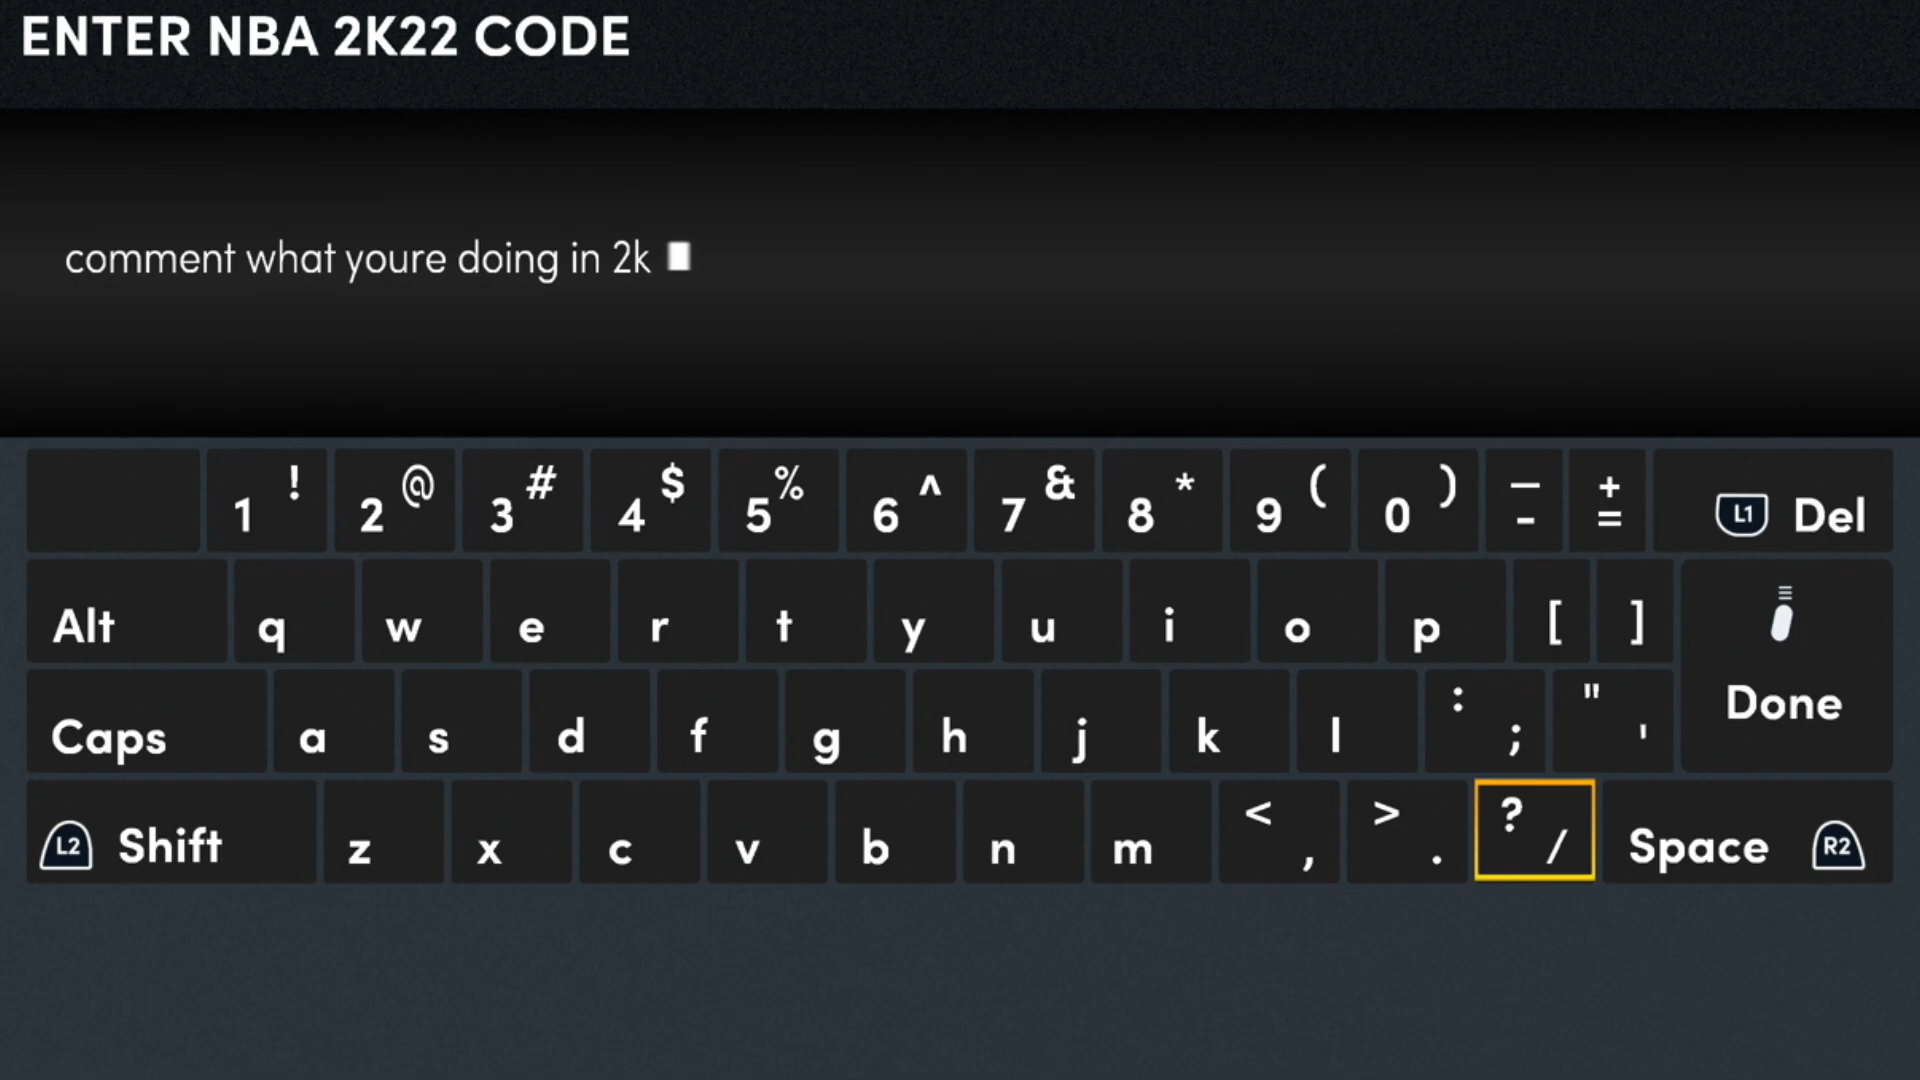 ENTER NBA 2K22 CODE
comment what youre doing in 2k
1 ! 2 @ 3 # 4 $ 5 % 6 ^ 7 & 8 * 9 ( 0 ) — - + = L1 Del
Alt q w e r t y u i o p [ ]
Done
Caps a s d f g h j k l : ; " '
L2 Shift z x c v b n m < , > . ? / Space R2